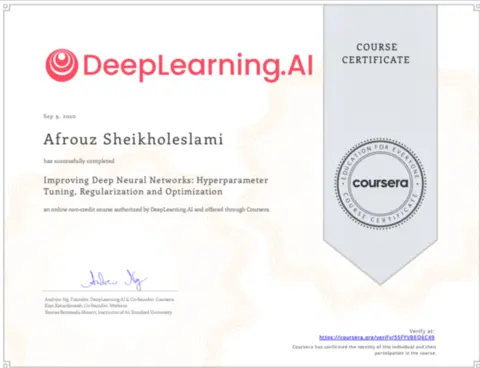 DeepLearning.AI
COURSE
CERTIFICATE
Sep 9, 2020
Afrouz Sheikholeslami
has successfully completed
Improving Deep Neural Networks: Hyperparameter
Tuning, Regularization and Optimization
an online non-credit course authorized by DeepLearning.AI and offered through Coursera
EDUCATION FOR EVERYONE
coursera
COURSE CERTIFICATE
Andrew Ng
Andrew Ng, Founder, DeepLearning.AI & Co-founder, Coursera
Kian Katanforoosh, Co-founder, Workera
Younes Bensouda Mourri, Instructor of AI, Stanford University
Verify at:
https://coursera.org/verify/
Coursera has confirmed the identity of this individual and their
participation in the course.